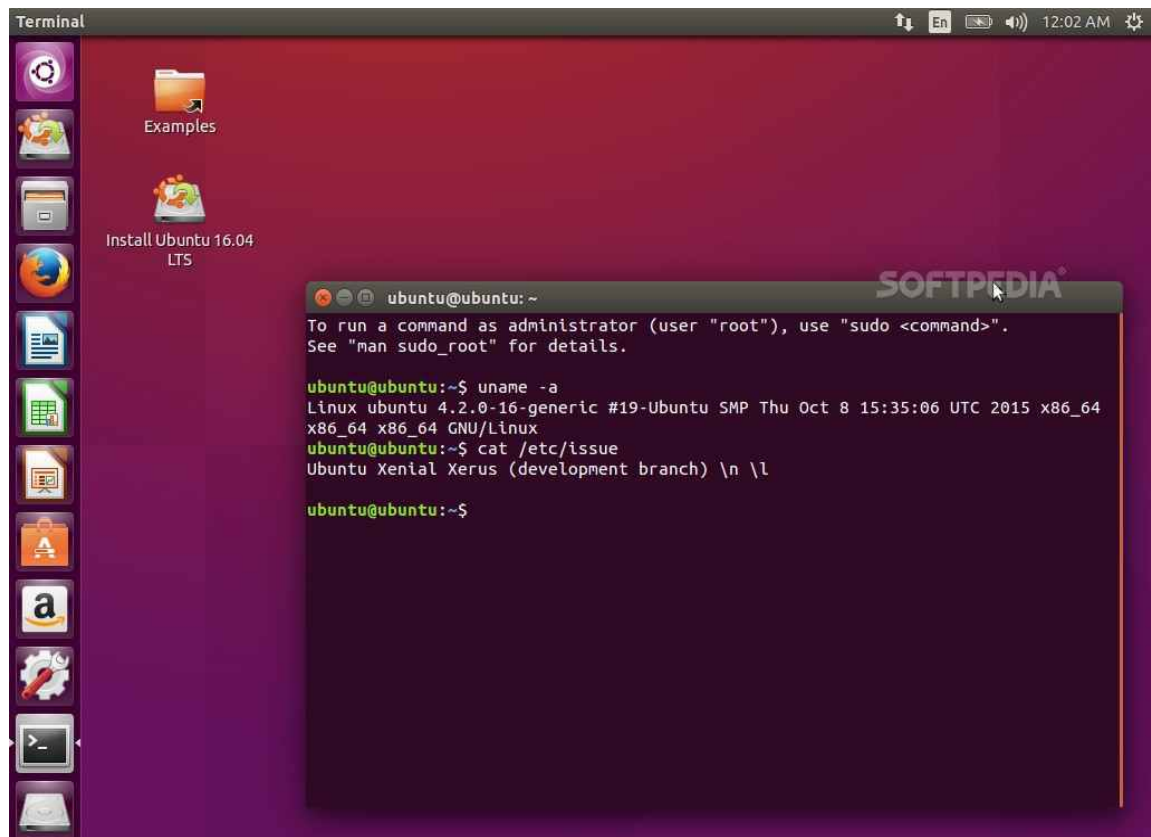 Terminal
En
12:02 AM
Examples
Install Ubuntu 16.04
LTS
SOFTPEDIA®
ubuntu@ubuntu: ~
To run a command as administrator (user "root"), use "sudo <command>".
See "man sudo_root" for details.
ubuntu@ubuntu:~$ uname -a
Linux ubuntu 4.2.0-16-generic #19-Ubuntu SMP Thu Oct 8 15:35:06 UTC 2015 x86_64
x86_64 x86_64 GNU/Linux
ubuntu@ubuntu:~$ cat /etc/issue
Ubuntu Xenial Xerus (development branch) \n \l
ubuntu@ubuntu:~$
A
a
>_